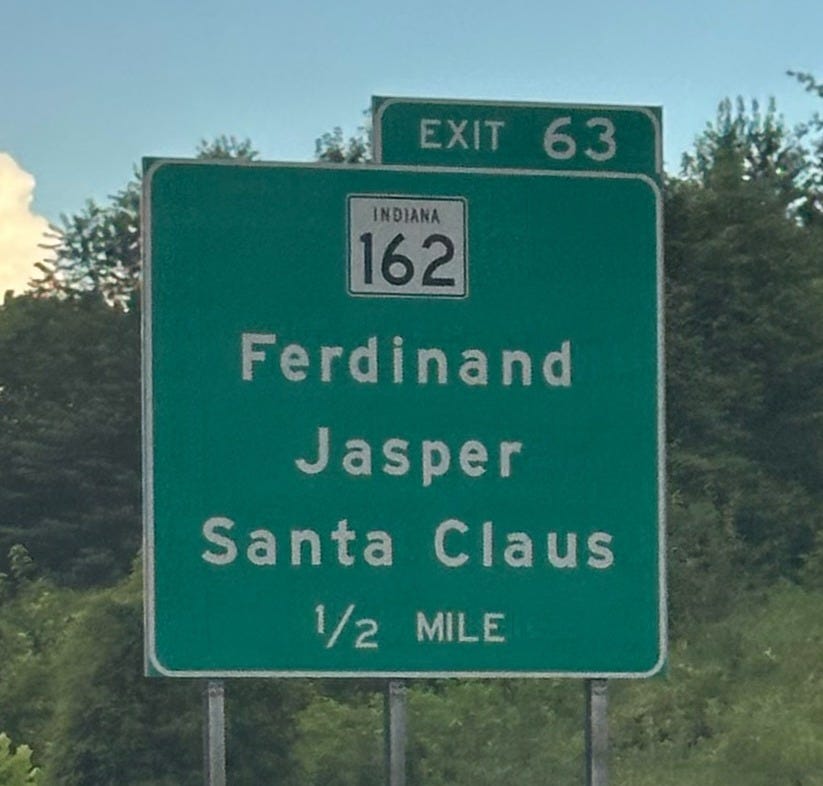 EXIT 63
INDIANA
162
Ferdinand
Jasper
Santa Claus
1/2 MILE